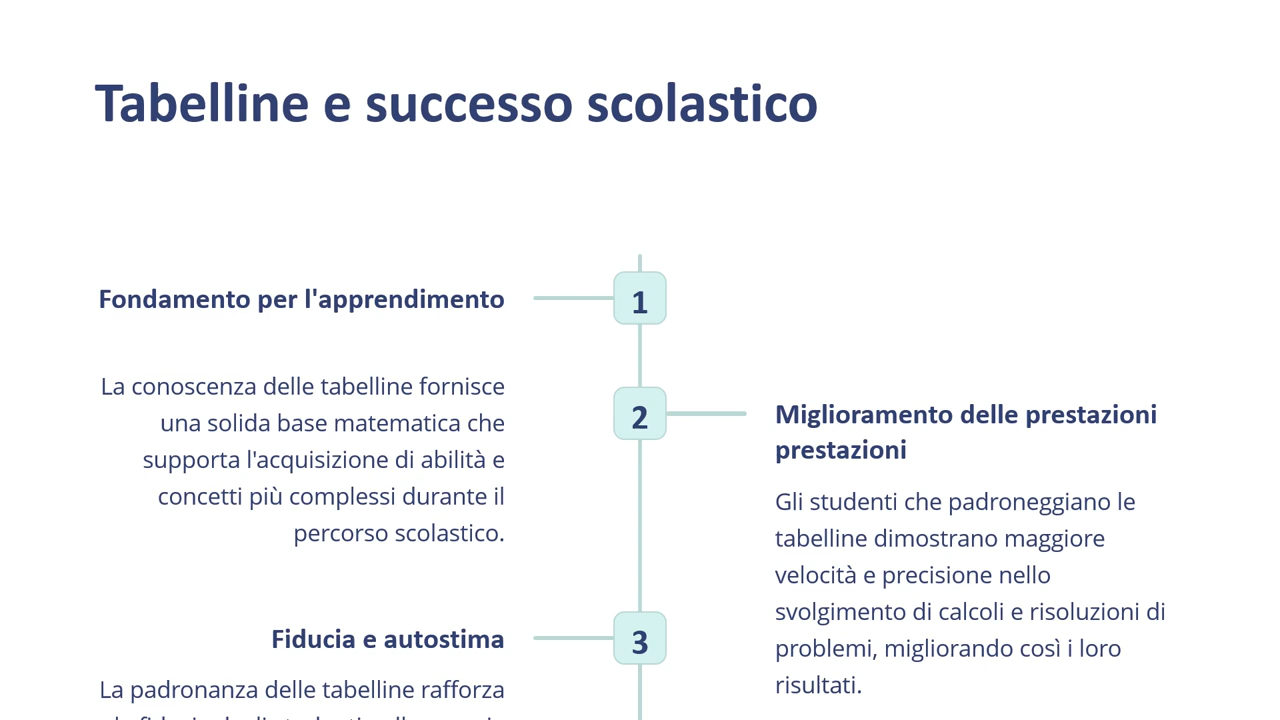 Tabelline e successo scolastico
1
Fondamento per l'apprendimento
La conoscenza delle tabelline fornisce
una solida base matematica che
supporta l'acquisizione di abilità e
concetti più complessi durante il
percorso scolastico.
2
Miglioramento delle prestazioni
prestazioni
Gli studenti che padroneggiano le
tabelline dimostrano maggiore
velocità e precisione nello
svolgimento di calcoli e risoluzioni di
problemi, migliorando così i loro
risultati.
3
Fiducia e autostima
La padronanza delle tabelline rafforza